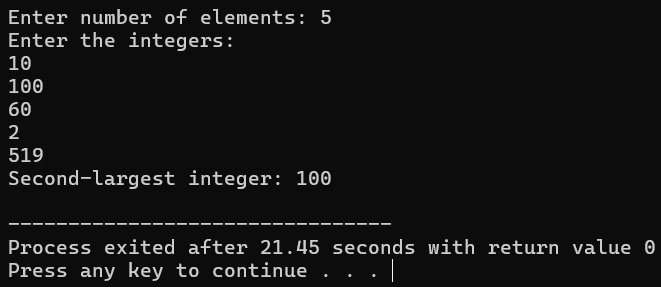 Enter number of elements: 5
Enter the integers:
10
100
60
2
519
Second-largest integer: 100
--------------------------------
Process exited after 21.45 seconds with return value 0
Press any key to continue . . .